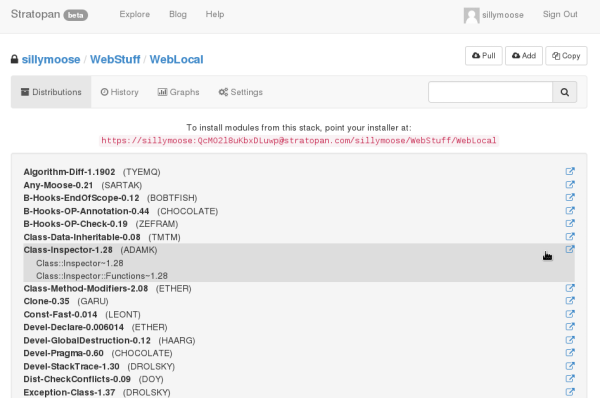 Stratopan beta Explore Blog Help sillymoose Sign Out
sillymoose / WebStuff / WebLocal Pull Add Copy
Distributions History Graphs Settings
To install modules from this stack, point your installer at:
https://sillymoose:QcMO2l8uKbxDLuwp@stratopan.com/sillymoose/WebStuff/WebLocal
Algorithm-Diff-1.1902 (TYEMQ)
Any-Moose-0.21 (SARTAK)
B-Hooks-EndOfScope-0.12 (BOBTFISH)
B-Hooks-OP-Annotation-0.44 (CHOCOLATE)
B-Hooks-OP-Check-0.19 (ZEFRAM)
Class-Data-Inheritable-0.08 (TMTM)
Class-Inspector-1.28 (ADAMK)
Class::Inspector~1.28
Class::Inspector::Functions~1.28
Class-Method-Modifiers-2.08 (ETHER)
Clone-0.35 (GARU)
Const-Fast-0.014 (LEONT)
Devel-Declare-0.006014 (ETHER)
Devel-GlobalDestruction-0.12 (HAARG)
Devel-Pragma-0.60 (CHOCOLATE)
Devel-StackTrace-1.30 (DROLSKY)
Dist-CheckConflicts-0.09 (DOY)
Exception-Class-1.37 (DROLSKY)